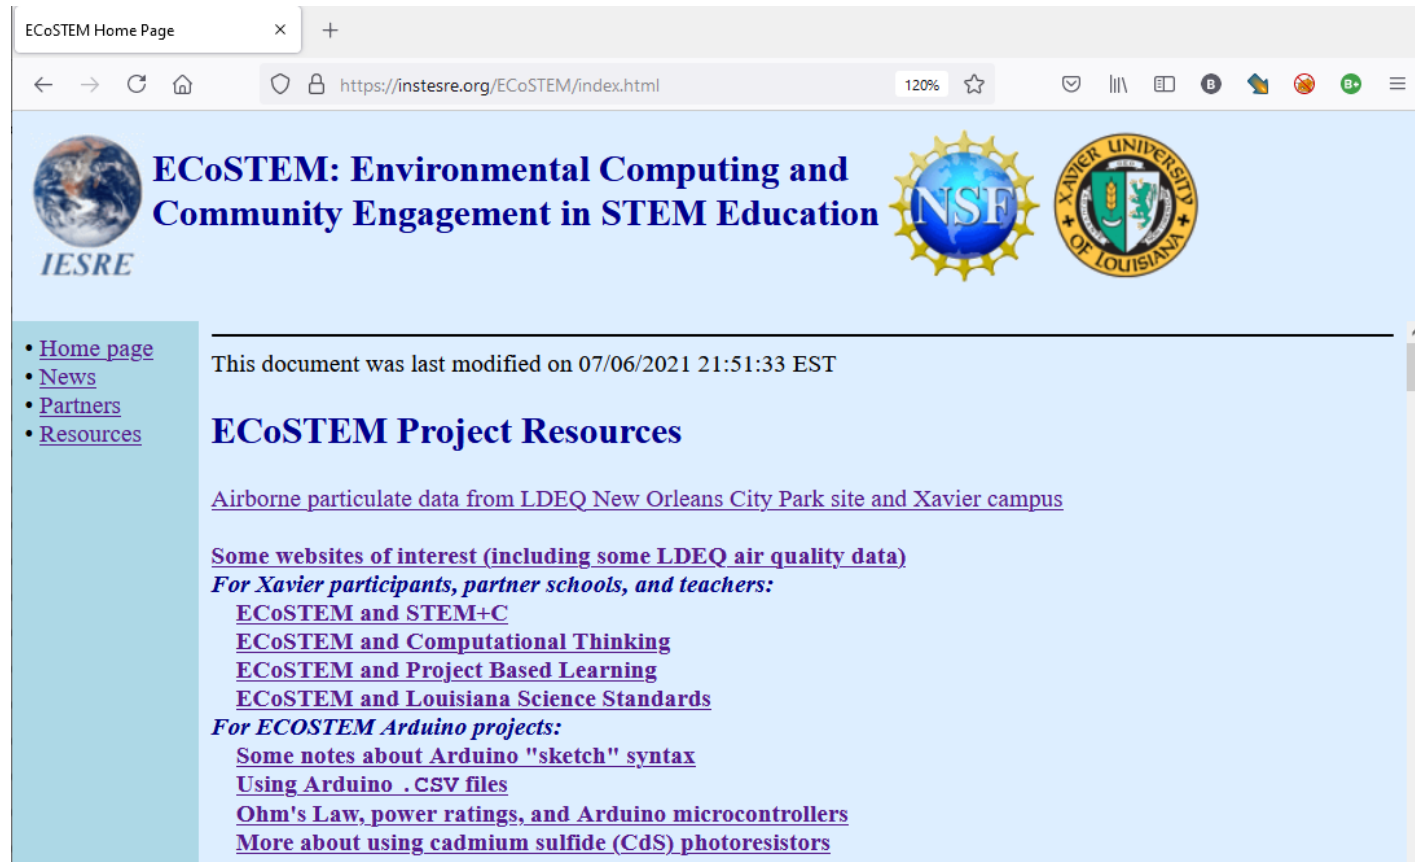 ECoSTEM Home Page
https://instesre.org/ECoSTEM/index.html
120%
B
B+
IESRE
ECoSTEM: Environmental Computing and
Community Engagement in STEM Education
NSF
XAVIER UNIVERSITY
OF LOUISIANA
• Home page
• News
• Partners
• Resources
This document was last modified on 07/06/2021 21:51:33 EST
ECoSTEM Project Resources
Airborne particulate data from LDEQ New Orleans City Park site and Xavier campus
Some websites of interest (including some LDEQ air quality data)
For Xavier participants, partner schools, and teachers:
ECoSTEM and STEM+C
ECoSTEM and Computational Thinking
ECoSTEM and Project Based Learning
ECoSTEM and Louisiana Science Standards
For ECOSTEM Arduino projects:
Some notes about Arduino "sketch" syntax
Using Arduino .CSV files
Ohm's Law, power ratings, and Arduino microcontrollers
More about using cadmium sulfide (CdS) photoresistors